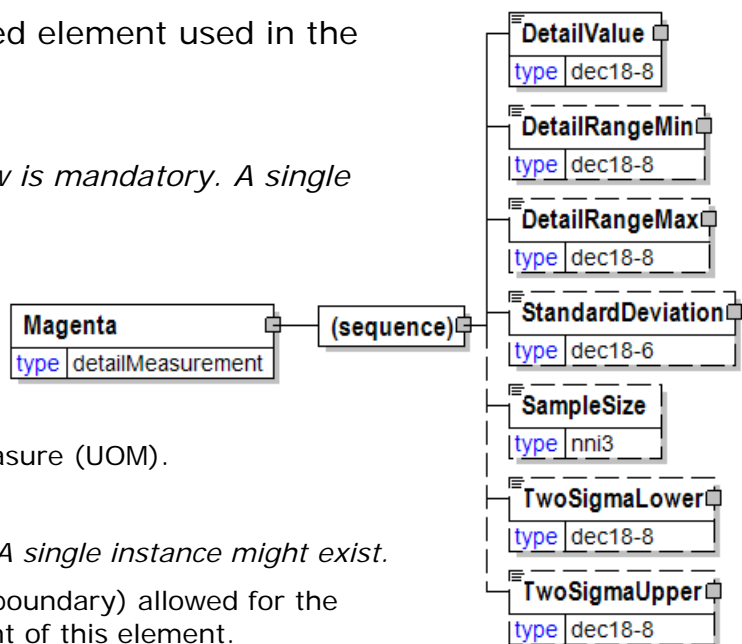 ed element used in the
w is mandatory. A single
asure (UOM).
A single instance might exist.
boundary) allowed for the
nt of this element.
Magenta
type detailMeasurement
(sequence)
DetailValue
type dec18-8
DetailRangeMin
type dec18-8
DetailRangeMax
type dec18-8
StandardDeviation
type dec18-6
SampleSize
type nni3
TwoSigmaLower
type dec18-8
TwoSigmaUpper
type dec18-8